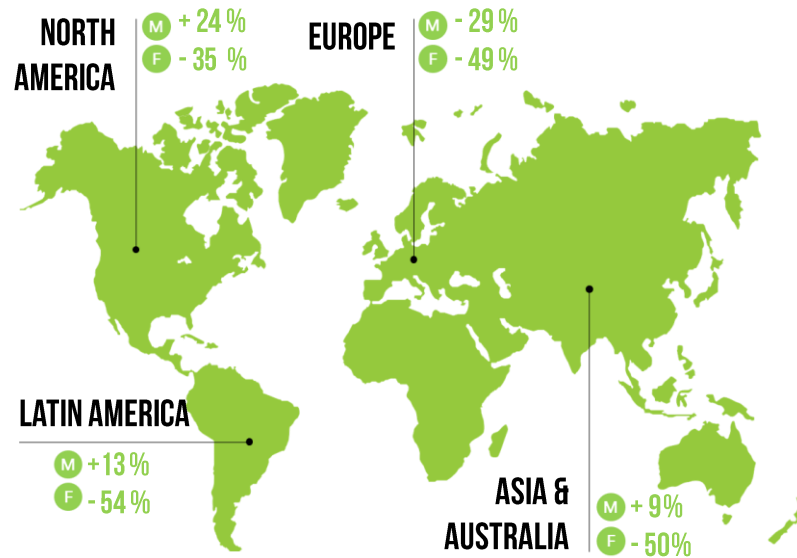 NORTH
AMERICA
M + 24 %
F - 35 %
EUROPE
M - 29 %
F - 49 %
LATIN AMERICA
M +13 %
F - 54 %
ASIA &
AUSTRALIA
M + 9%
F - 50%